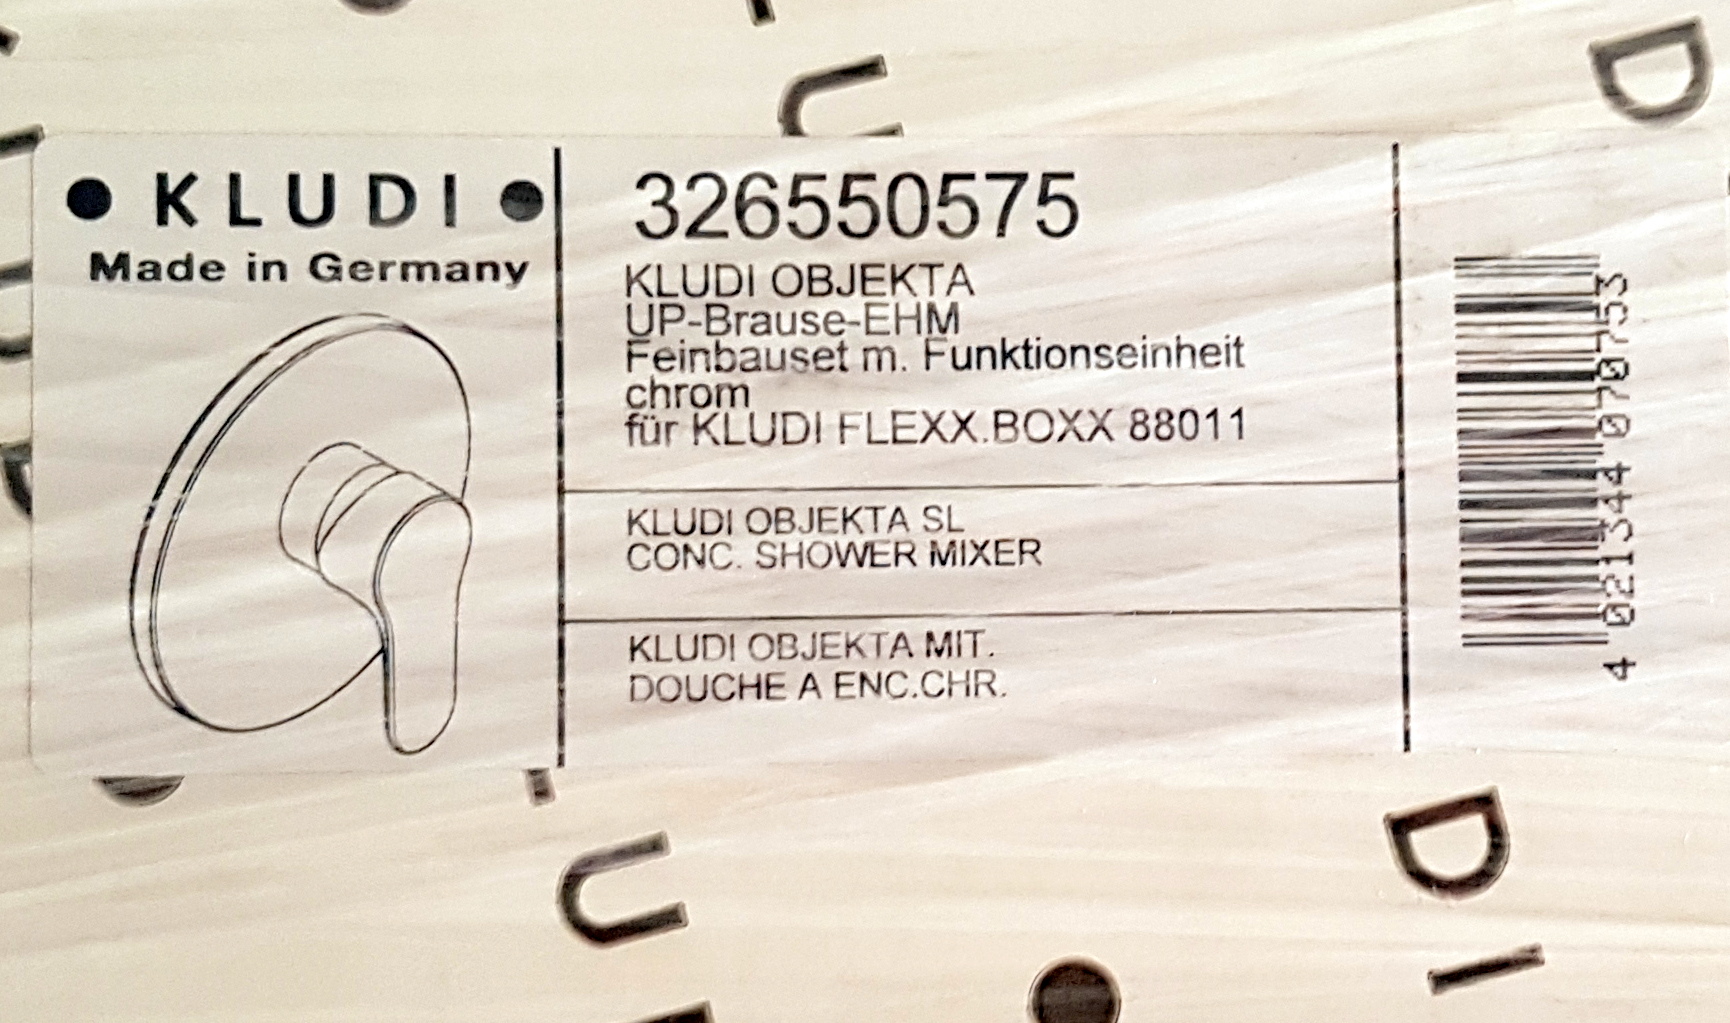 ● KLUDI ●
Made in Germany
326550575
KLUDI OBJEKTA
UP-Brause-EHM
Feinbauset m. Funktionseinheit
chrom
für KLUDI FLEXX.BOXX 88011
KLUDI OBJEKTA SL
CONC. SHOWER MIXER
KLUDI OBJEKTA MIT.
DOUCHE A ENC.CHR.
4 021344 070753
U
D
U
D I